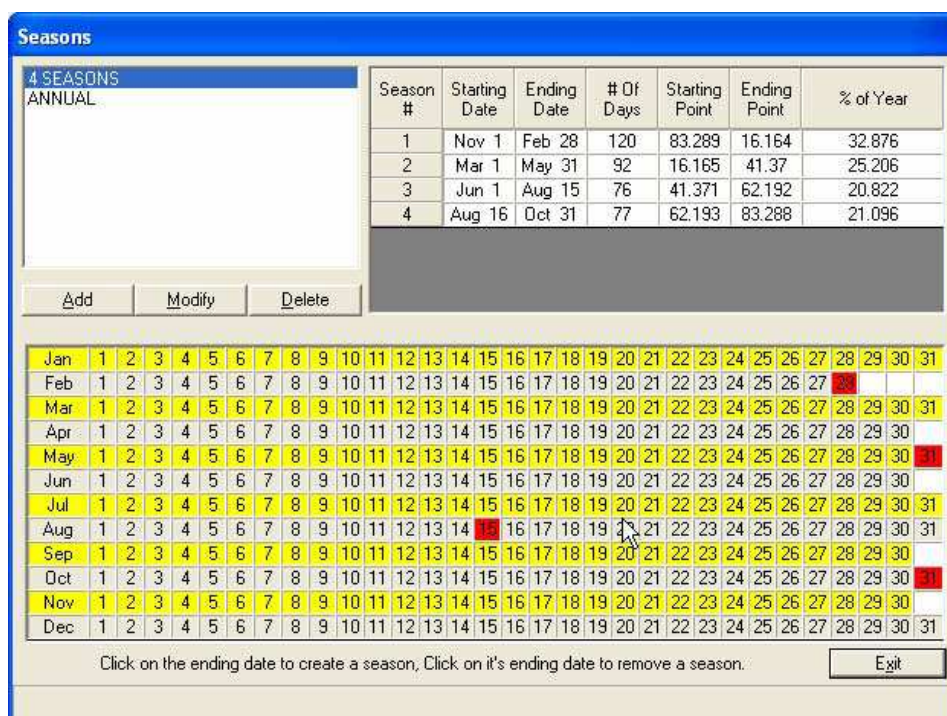 Seasons
4 SEASONS
ANNUAL
Add Modify Delete
Season # Starting Date Ending Date # Of Days Starting Point Ending Point % of Year
1 Nov 1 Feb 28 120 83.289 16.164 32.876
2 Mar 1 May 31 92 16.165 41.37 25.206
3 Jun 1 Aug 15 76 41.371 62.192 20.822
4 Aug 16 Oct 31 77 62.193 83.288 21.096
Jan 1 2 3 4 5 6 7 8 9 10 11 12 13 14 15 16 17 18 19 20 21 22 23 24 25 26 27 28 29 30 31
Feb 1 2 3 4 5 6 7 8 9 10 11 12 13 14 15 16 17 18 19 20 21 22 23 24 25 26 27 28
Mar 1 2 3 4 5 6 7 8 9 10 11 12 13 14 15 16 17 18 19 20 21 22 23 24 25 26 27 28 29 30 31
Apr 1 2 3 4 5 6 7 8 9 10 11 12 13 14 15 16 17 18 19 20 21 22 23 24 25 26 27 28 29 30
May 1 2 3 4 5 6 7 8 9 10 11 12 13 14 15 16 17 18 19 20 21 22 23 24 25 26 27 28 29 30 31
Jun 1 2 3 4 5 6 7 8 9 10 11 12 13 14 15 16 17 18 19 20 21 22 23 24 25 26 27 28 29 30
Jul 1 2 3 4 5 6 7 8 9 10 11 12 13 14 15 16 17 18 19 20 21 22 23 24 25 26 27 28 29 30 31
Aug 1 2 3 4 5 6 7 8 9 10 11 12 13 14 15 16 17 18 19 20 21 22 23 24 25 26 27 28 29 30 31
Sep 1 2 3 4 5 6 7 8 9 10 11 12 13 14 15 16 17 18 19 20 21 22 23 24 25 26 27 28 29 30
Oct 1 2 3 4 5 6 7 8 9 10 11 12 13 14 15 16 17 18 19 20 21 22 23 24 25 26 27 28 29 30 31
Nov 1 2 3 4 5 6 7 8 9 10 11 12 13 14 15 16 17 18 19 20 21 22 23 24 25 26 27 28 29 30
Dec 1 2 3 4 5 6 7 8 9 10 11 12 13 14 15 16 17 18 19 20 21 22 23 24 25 26 27 28 29 30 31
Click on the ending date to create a season, Click on it's ending date to remove a season.
Exit